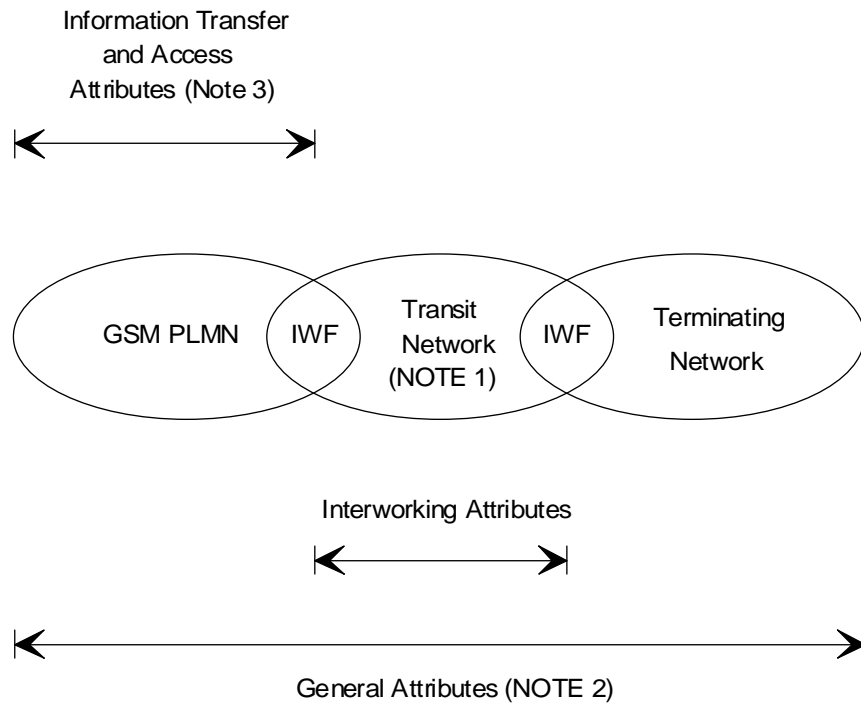 Information Transfer
and Access
Attributes (Note 3)
GSM PLMN
IWF
Transit
Network
(NOTE 1)
IWF
Terminating
Network
Interworking Attributes
General Attributes (NOTE 2)